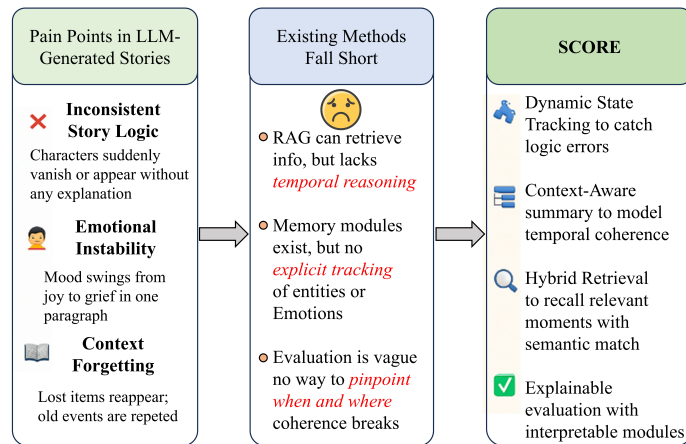 Pain Points in LLM-
Generated Stories
Inconsistent
Story Logic
Characters suddenly
vanish or appear without
any explanation
Emotional
Instability
Mood swings from
joy to grief in one
paragraph
Context
Forgetting
Lost items reappear;
old events are repeted
Existing Methods
Fall Short
RAG can retrieve
info, but lacks
temporal reasoning
Memory modules
exist, but no
explicit tracking
of entities or
Emotions
Evaluation is vague
no way to pinpoint
when and where
coherence breaks
SCORE
Dynamic State
Tracking to catch
logic errors
Context-Aware
summary to model
temporal coherence
Hybrid Retrieval
to recall relevant
moments with
semantic match
Explainable
evaluation with
interpretable modules